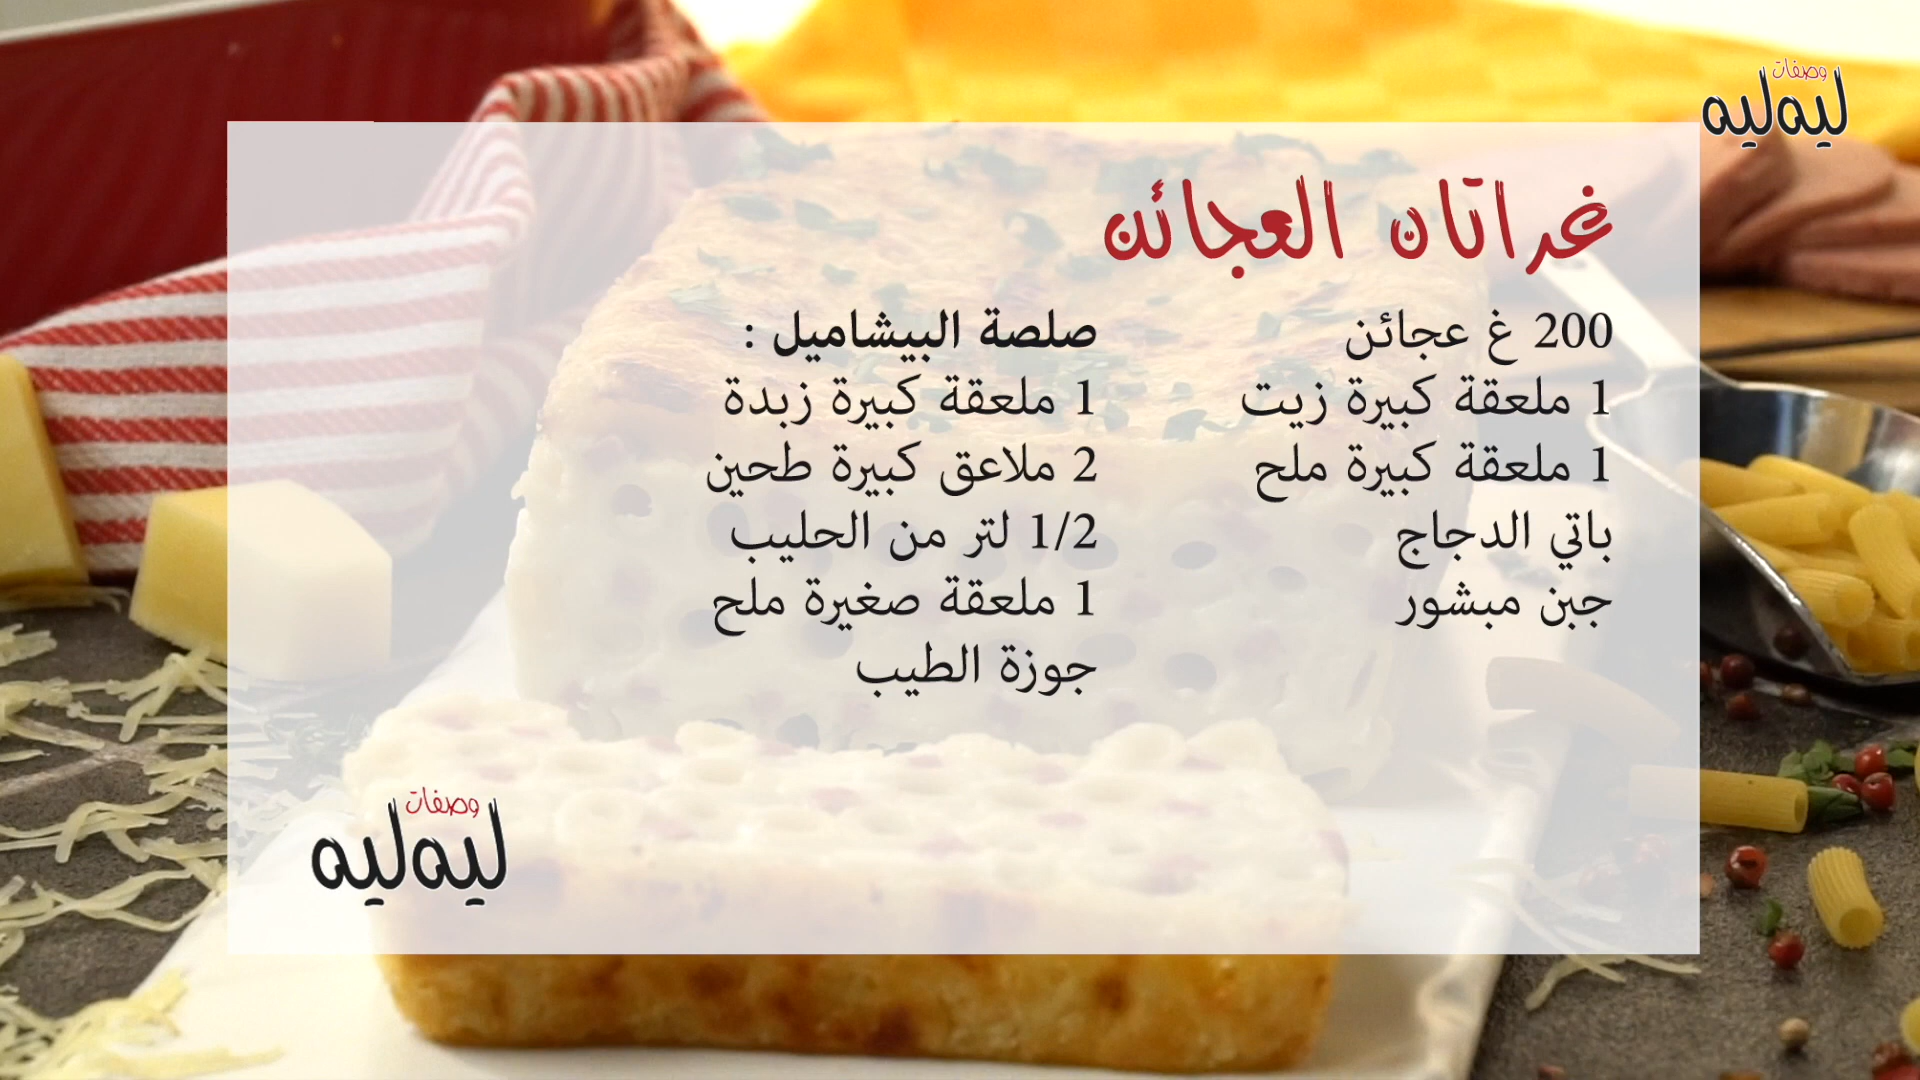 وصفات
ليه ليه
غراتان العجائن
200 غ عجائن
1 ملعقة كبيرة زيت
1 ملعقة كبيرة ملح
باتي الدجاج
جبن مبشور
صلصة البيشاميل :
1 ملعقة كبيرة زبدة
2 ملاعق كبيرة طحين
1/2 لتر من الحليب
1 ملعقة صغيرة ملح
جوزة الطيب
وصفات
ليه ليه